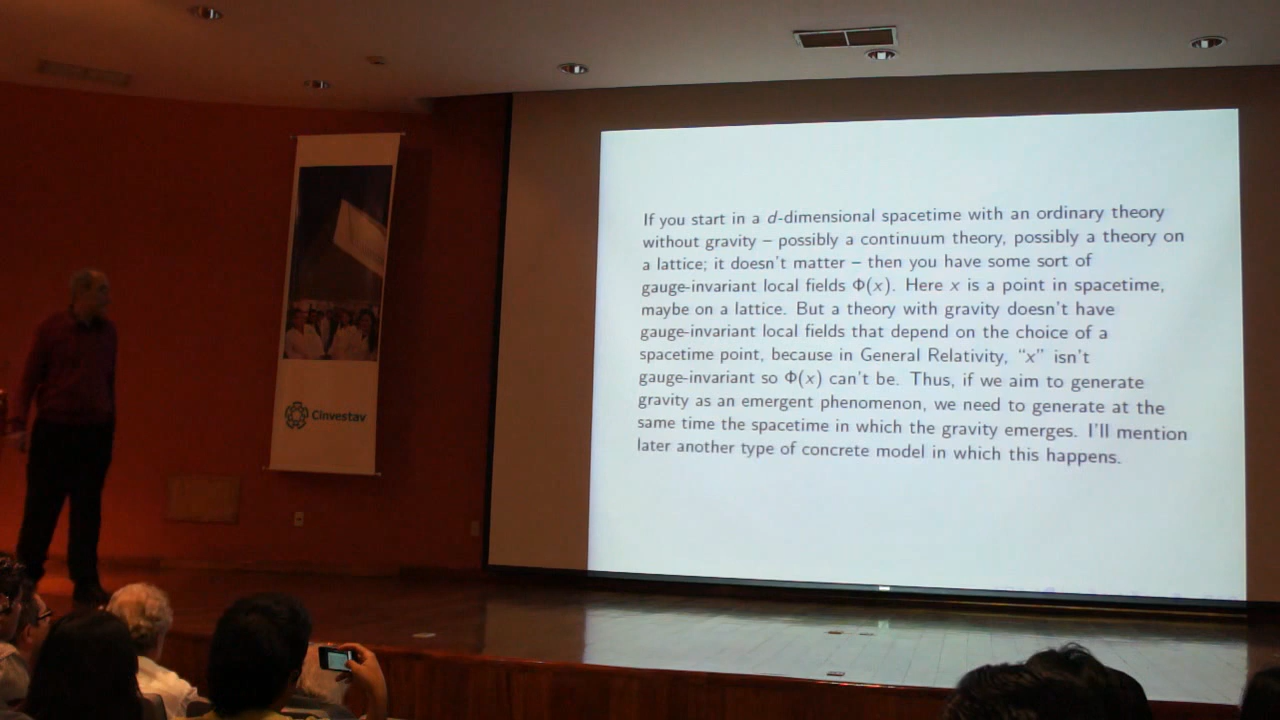 If you start in a d-dimensional spacetime with an ordinary theory
without gravity – possibly a continuum theory, possibly a theory on
a lattice; it doesn't matter – then you have some sort of
gauge-invariant local fields Φ(x). Here x is a point in spacetime,
maybe on a lattice. But a theory with gravity doesn't have
gauge-invariant local fields that depend on the choice of a
spacetime point, because in General Relativity, “x” isn't
gauge-invariant so Φ(x) can't be. Thus, if we aim to generate
gravity as an emergent phenomenon, we need to generate at the
same time the spacetime in which the gravity emerges. I'll mention
later another type of concrete model in which this happens.
Cinvestav